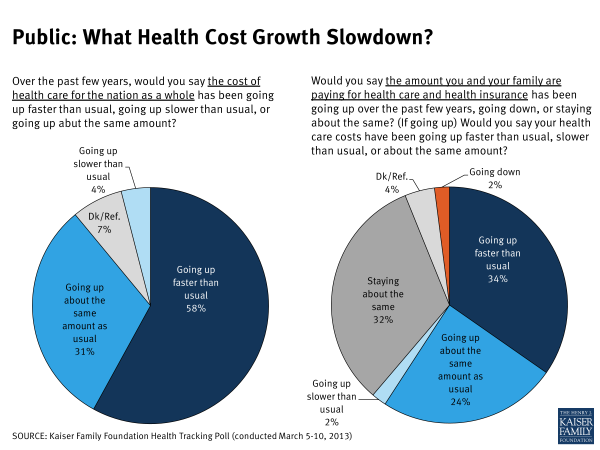 Public: What Health Cost Growth Slowdown?
Over the past few years, would you say the cost of
health care for the nation as a whole has been going
up faster than usual, going up slower than usual, or
going up abut the same amount?
Going up
slower than
usual
4%
Dk/Ref.
7%
Going up
faster than
usual
58%
Going up
about the
same
amount as
usual
31%
Would you say the amount you and your family are
paying for health care and health insurance has been
going up over the past few years, going down, or staying
about the same? (If going up) Would you say your health
care costs have been going up faster than usual, slower
than usual, or about the same amount?
Dk/Ref.
4%
Going down
2%
Going up
faster than
usual
34%
Staying
about the
same
32%
Going up
about the
same
amount as
usual
24%
Going up
slower than
usual
2%
SOURCE: Kaiser Family Foundation Health Tracking Poll (conducted March 5-10, 2013)
THE HENRY J.
KAISER
FAMILY
FOUNDATION